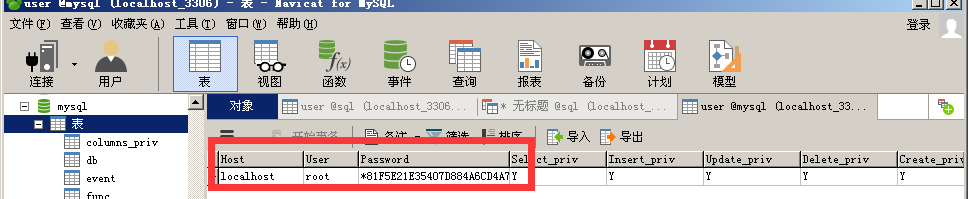 user @mysql (localhost_3306) - 表 - Navicat for MySQL
文件(F) 查看(V) 收藏夹(A) 工具(T) 窗口(W) 帮助(H) 登录
连接 用户 表 视图 函数 事件 查询 报表 备份 计划 模型
mysql
表
columns_priv
db
event
func
对象 user @sql (localhost_3306... * 无标题 @sql (localhost_... user @mysql (localhost_33...
开始事务 备注 筛选 排序 导入 导出
Host User Password Select_priv Insert_priv Update_priv Delete_priv Create_priv
localhost root *81F5E21E35407D884A6CD4A7 Y Y Y Y Y